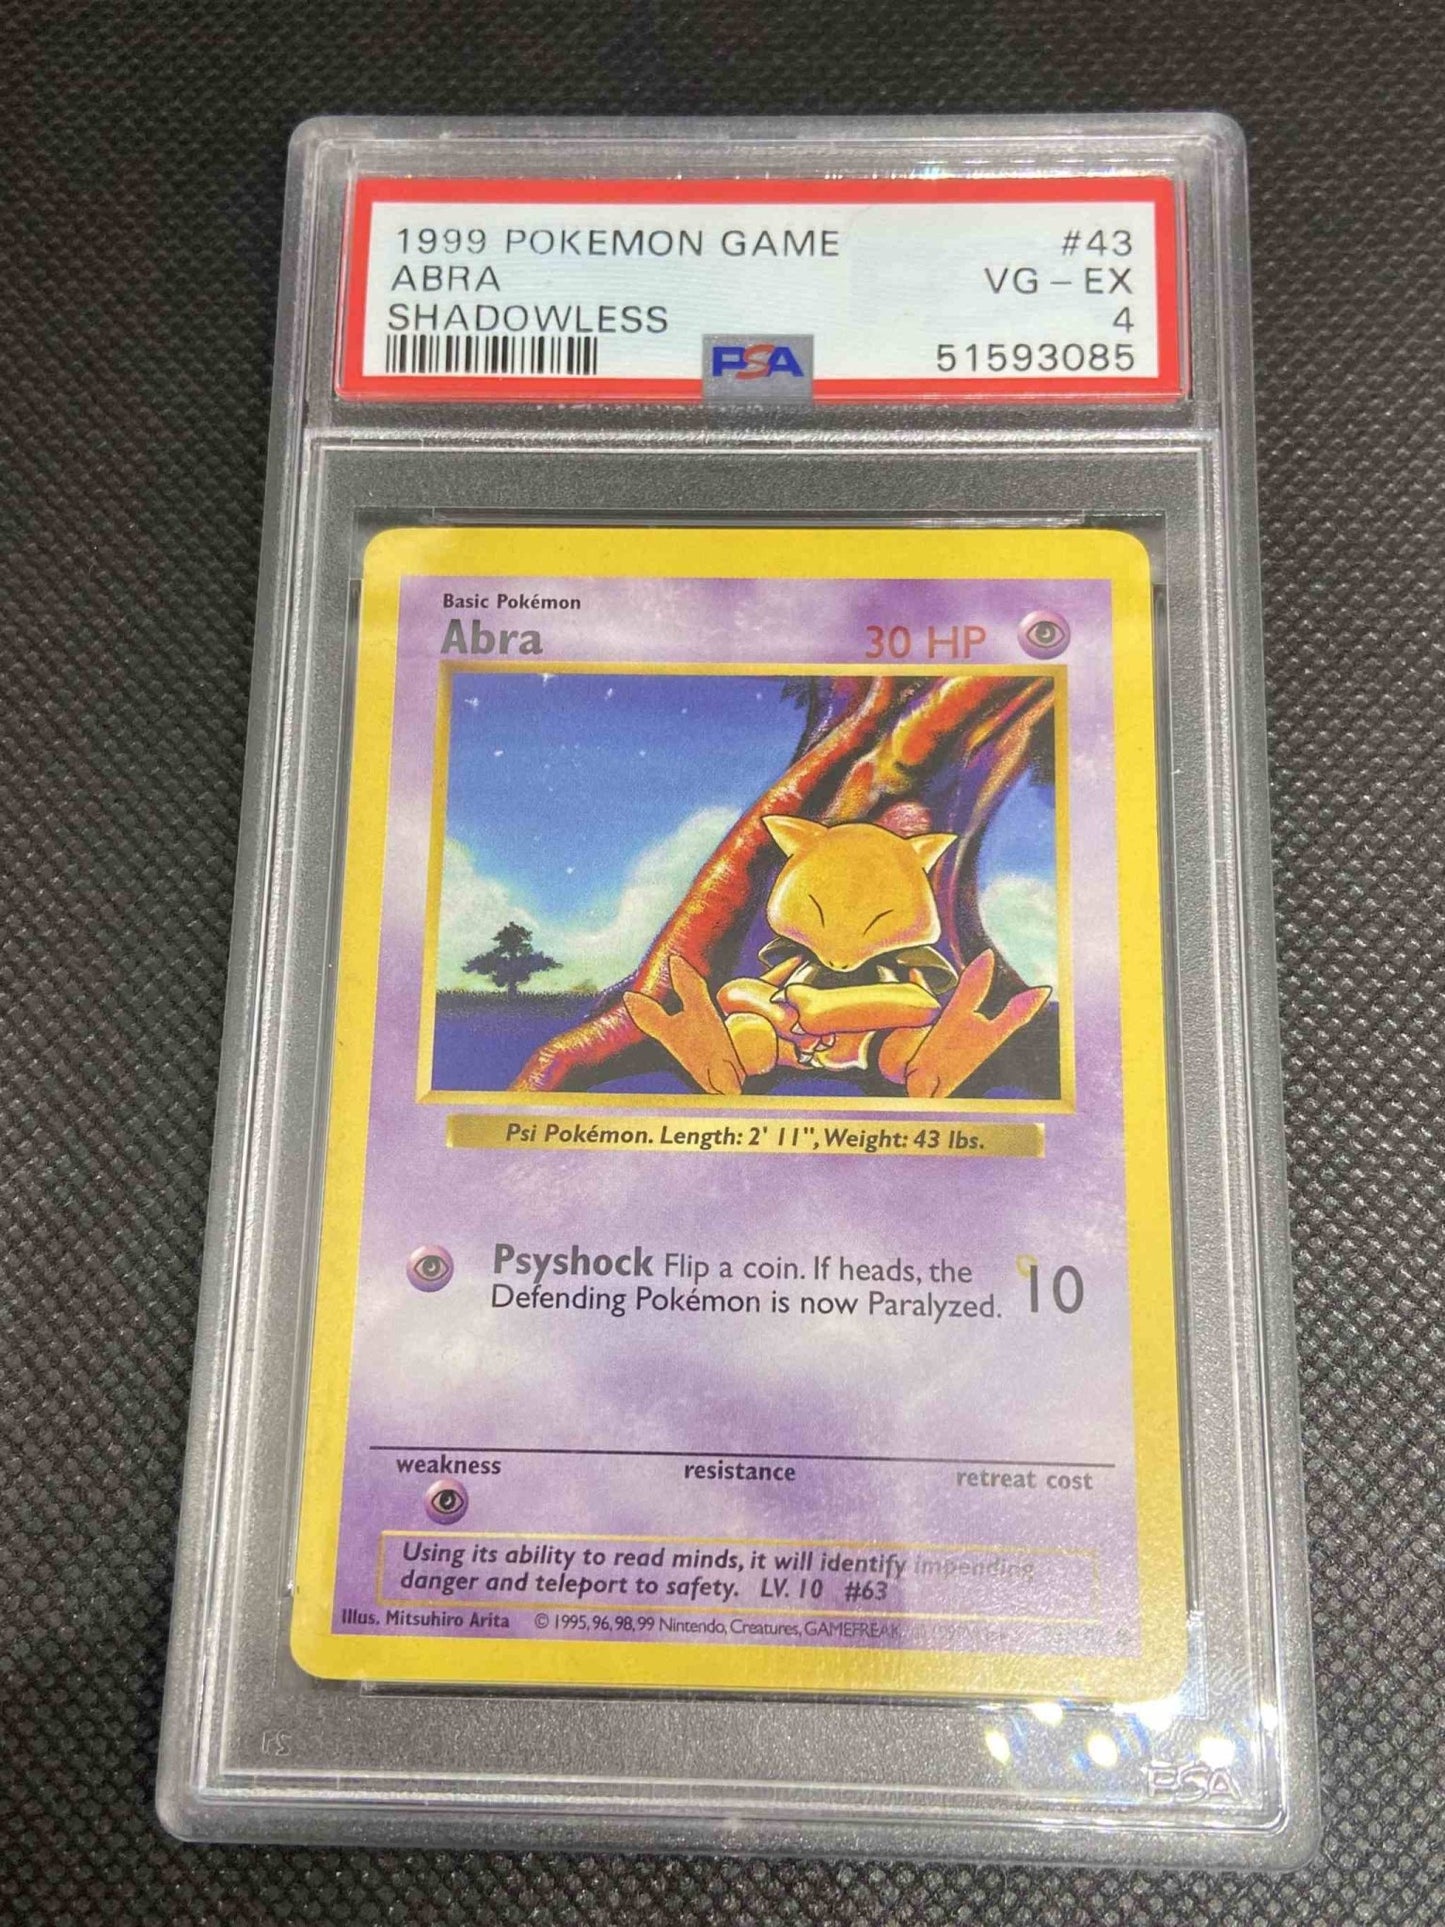 1999 POKEMON GAME #43
ABRA VG - EX
SHADOWLESS 4
PSA 51593085
Basic Pokémon
Abra 30 HP
Psi Pokémon. Length: 2' 11", Weight: 43 lbs.
Psyshock Flip a coin. If heads, the
Defending Pokémon is now Paralyzed. 10
weakness resistance retreat cost
Using its ability to read minds, it will identify impending
danger and teleport to safety. LV. 10 #63
Illus. Mitsuhiro Arita © 1995, 96, 98, 99 Nintendo, Creatures, GAMEFREAK.
PSA